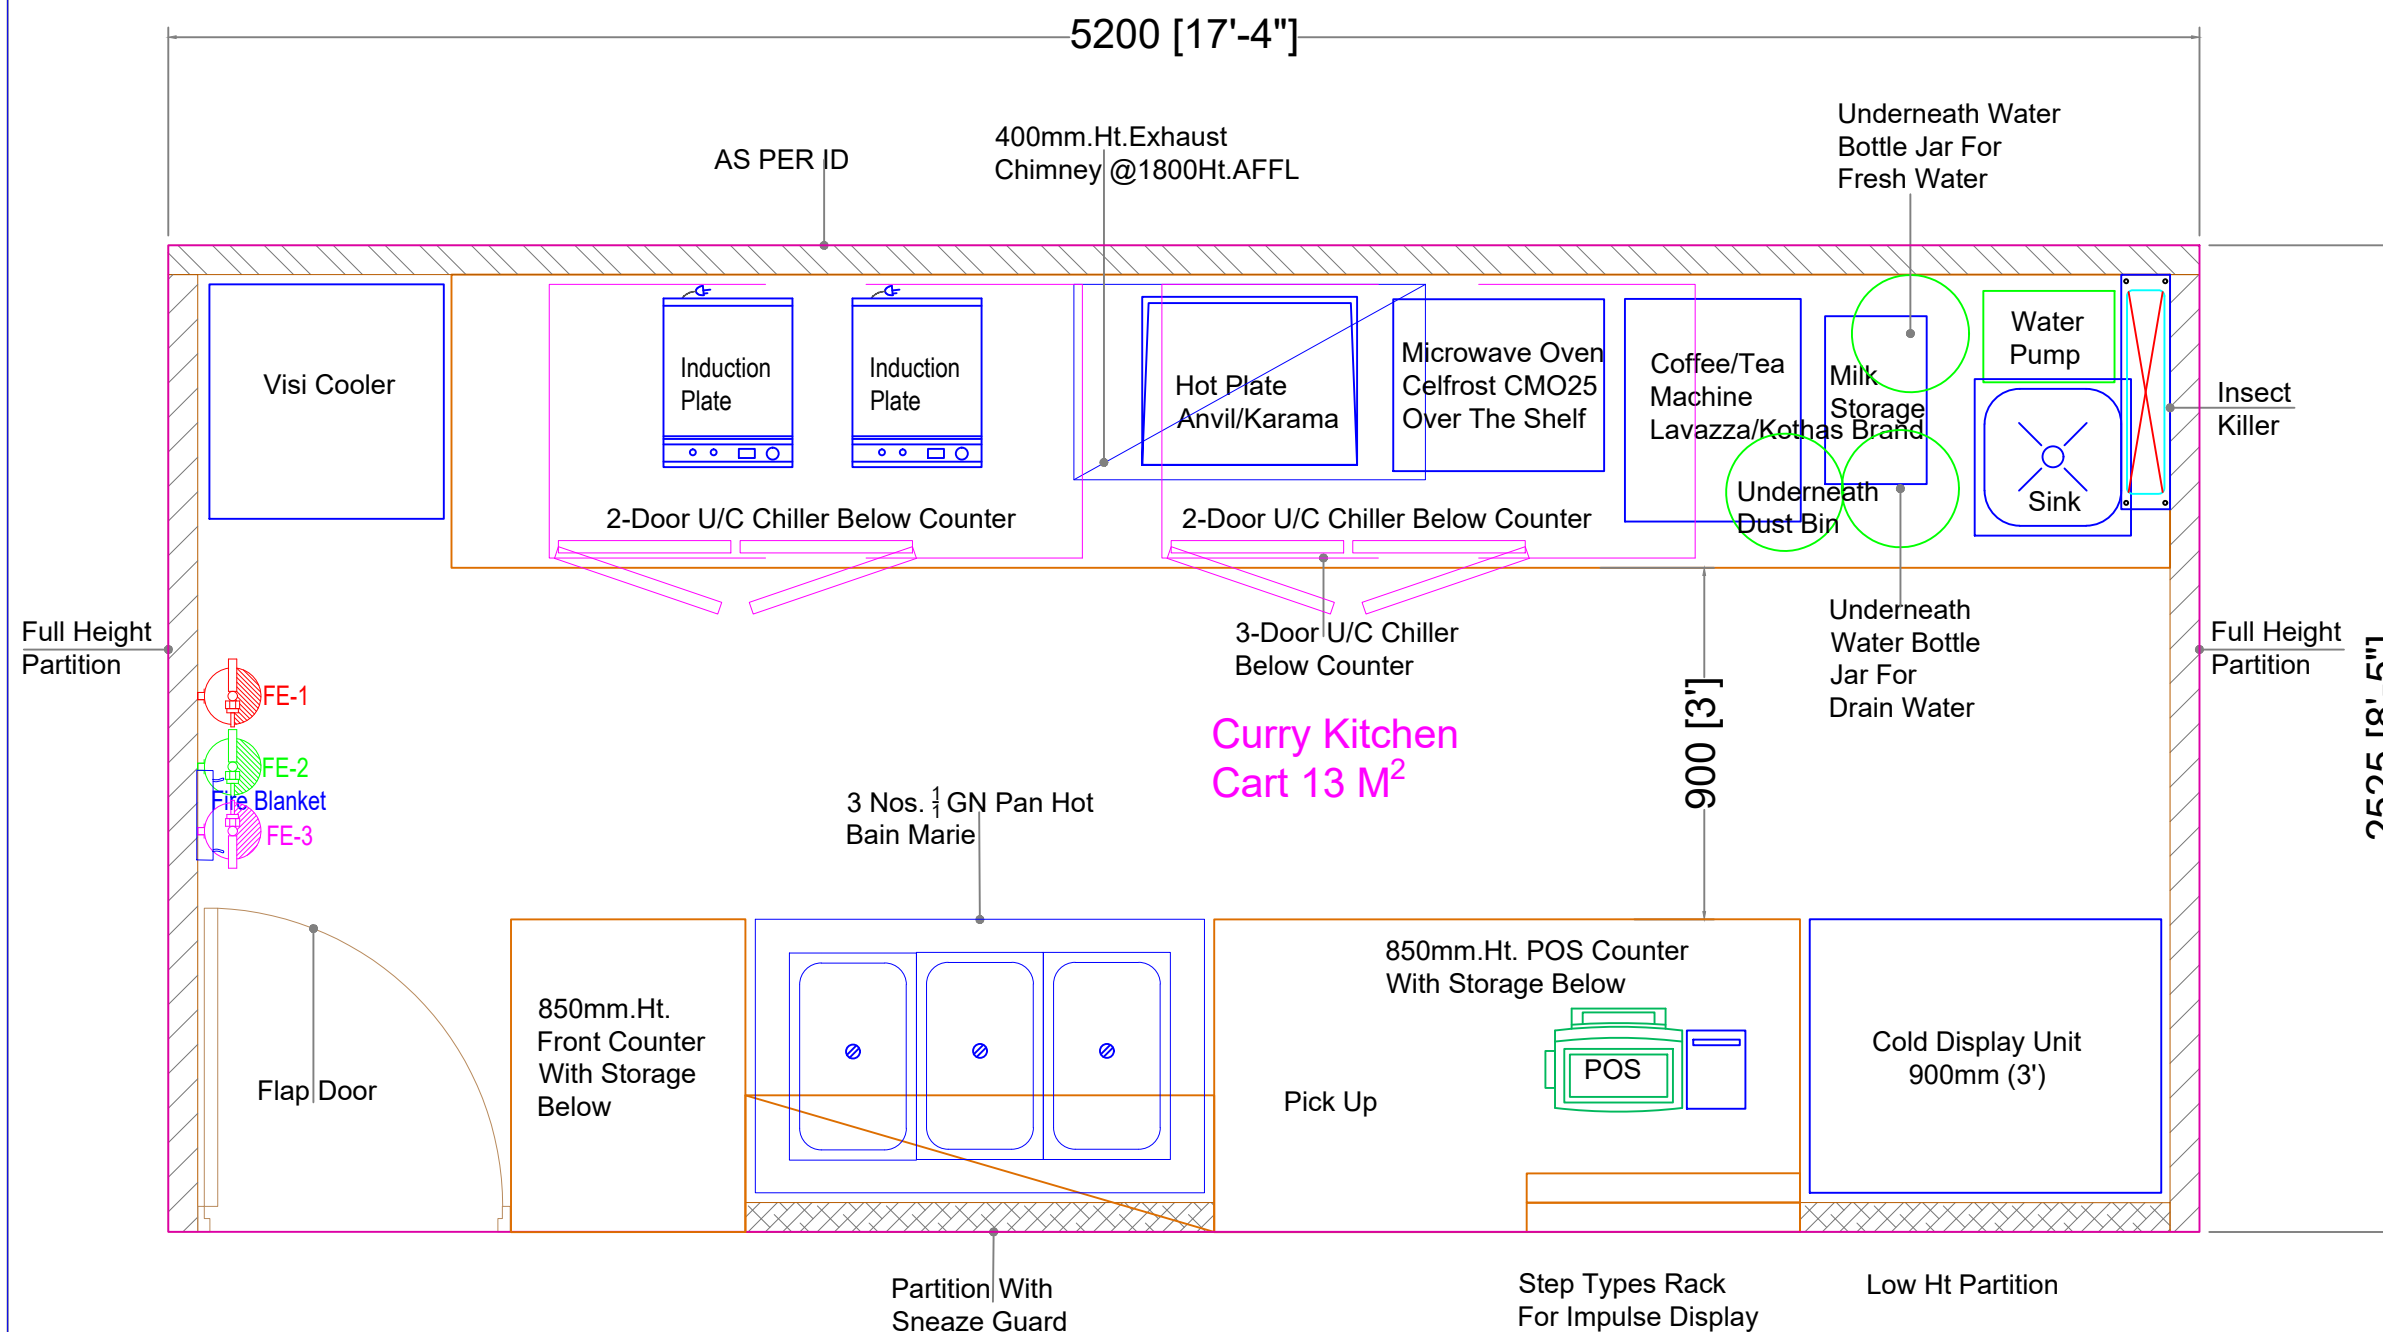 5200 [17'-4"]
Underneath Water
Bottle Jar For
Fresh Water
400mm.Ht.Exhaust
Chimney @1800Ht.AFFL
AS PER ID
Visi Cooler
Induction
Plate
Induction
Plate
Hot Plate
Anvil/Karama
Microwave Oven
Celfrost CMO25
Over The Shelf
Coffee/Tea
Machine
Lavazza/Kothas Brand
Milk
Storage
Water
Pump
Sink
Insect
Killer
Underneath
Dust Bin
2-Door U/C Chiller Below Counter
2-Door U/C Chiller Below Counter
3-Door U/C Chiller
Below Counter
Underneath
Water Bottle
Jar For
Drain Water
Full Height
Partition
Full Height
Partition
2525 [8'-5"]
900 [3']
FE-1
FE-2
Fire Blanket
FE-3
Curry Kitchen
Cart 13 M²
3 Nos. 1/1 GN Pan Hot
Bain Marie
850mm.Ht. POS Counter
With Storage Below
850mm.Ht.
Front Counter
With Storage
Below
Flap Door
Pick Up
POS
Cold Display Unit
900mm (3')
Partition With
Sneaze Guard
Step Types Rack
For Impulse Display
Low Ht Partition